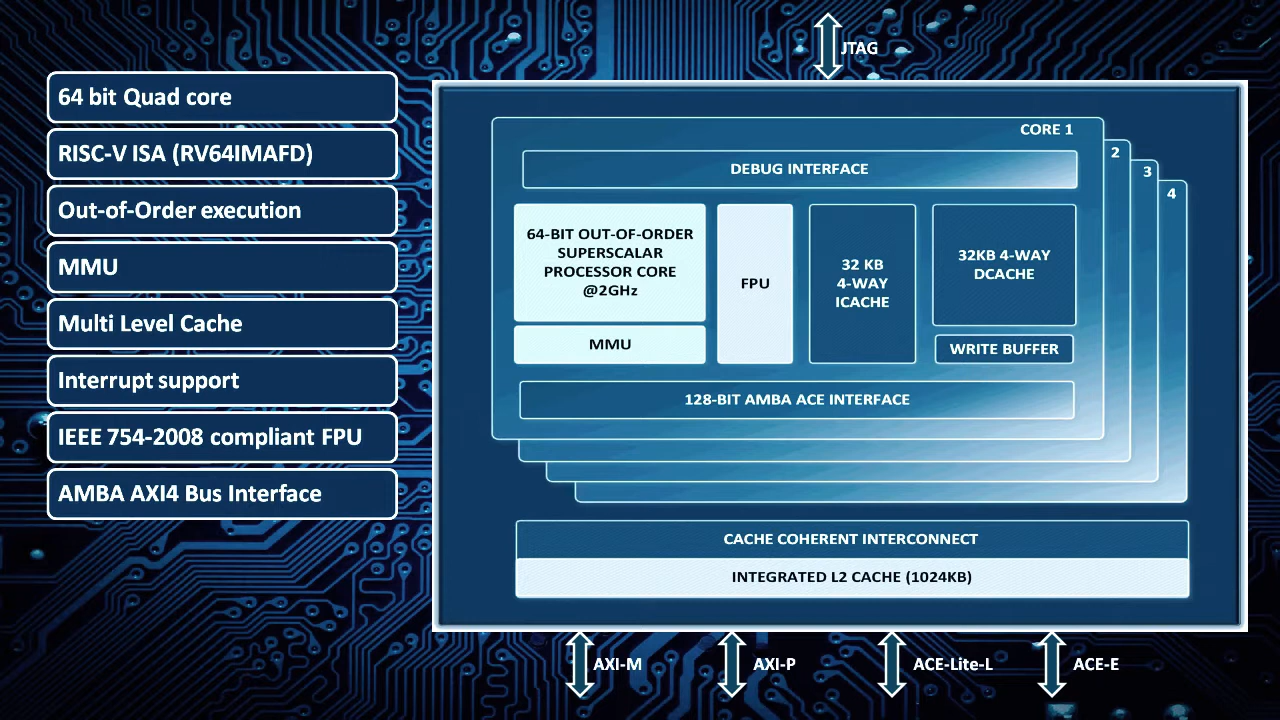 JTAG
64 bit Quad core
RISC-V ISA (RV64IMAFD)
Out-of-Order execution
MMU
Multi Level Cache
Interrupt support
IEEE 754-2008 compliant FPU
AMBA AXI4 Bus Interface
CORE 1
2
3
4
DEBUG INTERFACE
64-BIT OUT-OF-ORDER
SUPERSCALAR
PROCESSOR CORE
@2GHz
MMU
FPU
32 KB
4-WAY
ICACHE
32KB 4-WAY
DCACHE
WRITE BUFFER
128-BIT AMBA ACE INTERFACE
CACHE COHERENT INTERCONNECT
INTEGRATED L2 CACHE (1024KB)
AXI-M
AXI-P
ACE-Lite-L
ACE-E